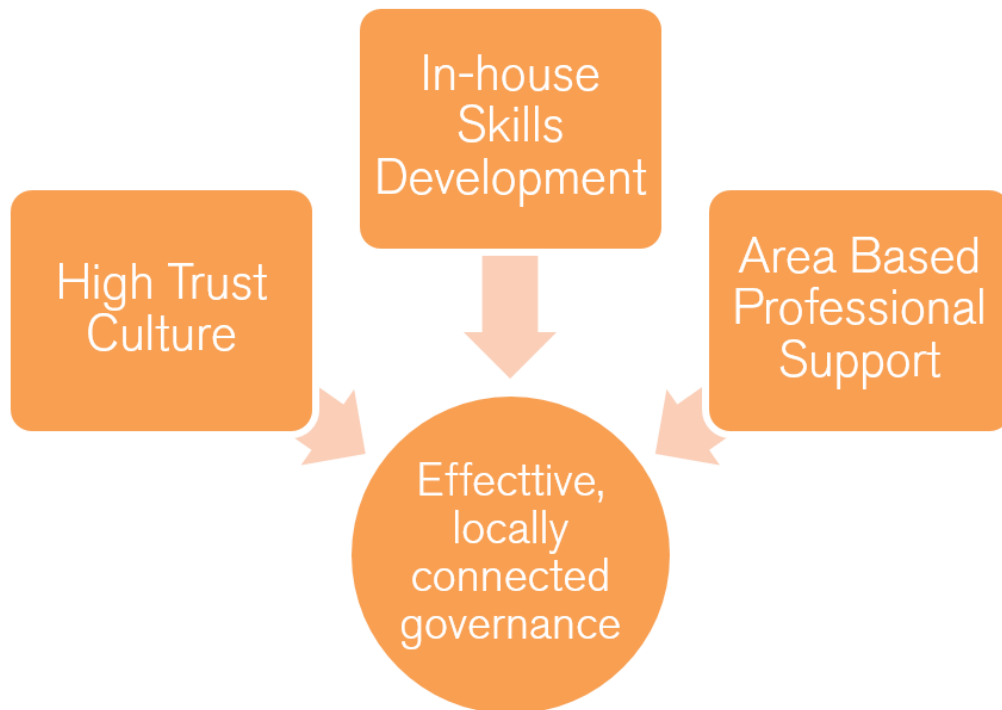 In-house
Skills
Development
High Trust
Culture
Area Based
Professional
Support
Effecttive,
locally
connected
governance